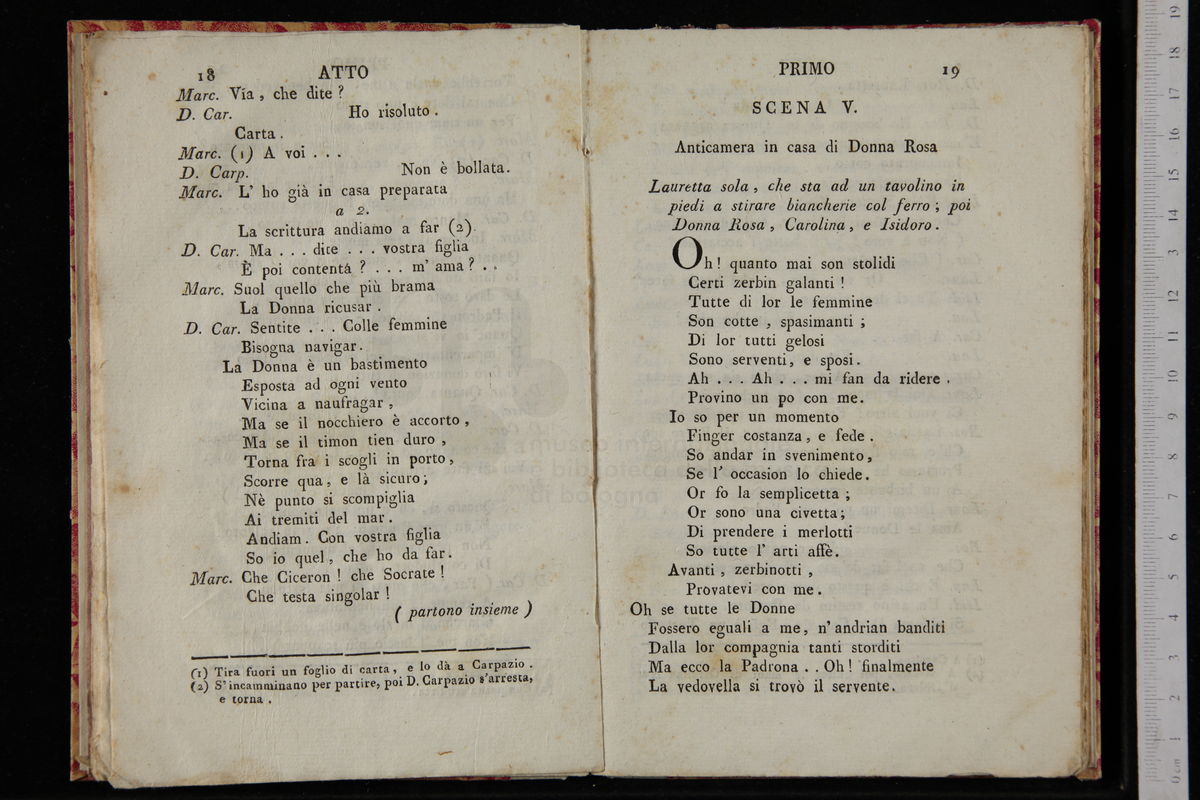 18 ATTO
Marc. Vía, che dite?
D. Car. Ho risoluto.
Carta.
Marc. (1) A voi . . .
D. Carp. Non è bollata.
Marc. L' ho già in casa preparata
a 2.
La scrittura andiamo a far (2).
D. Car. Ma . . . dite . . . vostra figlia
È poi contentá ? . . . m' ama ? . .
Marc. Suol quello che più brama
La Donna ricusar.
D. Car. Sentite . . . Colle femmine
Bisogna navigar.
La Donna è un bastimento
Esposta ad ogni vento
Vicina a naufragar,
Ma se il nocchiero è accorto,
Ma se il timon tien duro,
Torna fra i scogli in porto,
Scorre qua, e là sicuro;
Nè punto si scompiglia
Ai tremiti del mar.
Andiam. Con vostra figlia
So io quel, che ho da far.
Marc. Che Ciceron! che Socrate!
Che testa singolar!
( partono insieme )
(1) Tira fuori un foglio di carta, e lo dà a Carpazio.
(2) S' incamminano per partire, poi D. Carpazio s'arresta,
e torna.
PRIMO 19
SCENA V.
Anticamera in casa di Donna Rosa
Lauretta sola, che sta ad un tavolino in
piedi a stirare biancherie col ferro; poi
Donna Rosa, Carolina, e Isidoro.
Oh! quanto mai son stolidi
Certi zerbin galanti!
Tutte di lor le femmine
Son cotte, spasimanti;
Di lor tutti gelosi
Sono serventi, e sposi.
Ah . . . Ah . . . mi fan da ridere.
Provino un po con me.
Io so per un momento
Finger costanza, e fede.
So andar in svenimento,
Se l' occasion lo chiede.
Or fo la semplicetta;
Or sono una civetta;
Di prendere i merlotti
So tutte l' arti affè.
Avanti, zerbinotti,
Provatevi con me.
Oh se tutte le Donne
Fossero eguali a me, n' andrian banditi
Dalla lor compagnia tanti storditi
Ma ecco la Padrona . . Oh! finalmente
La vedovella si trovò il servente.